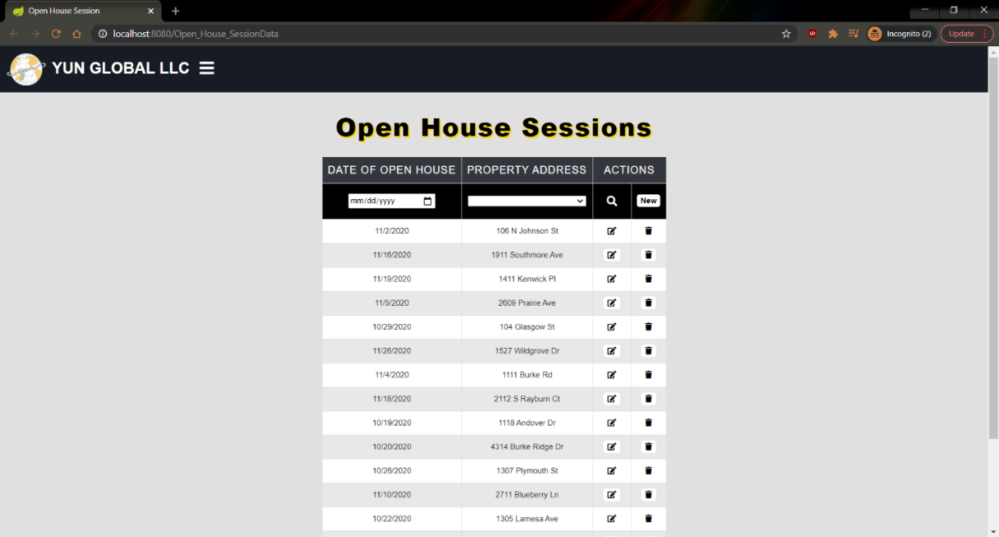 Open House Session
localhost:8080/Open_House_SessionData
Incognito (2)
Update
YUN GLOBAL LLC
Open House Sessions
DATE OF OPEN HOUSE PROPERTY ADDRESS ACTIONS
mm/dd/yyyy New
11/2/2020 106 N Johnson St
11/16/2020 1911 Southmore Ave
11/19/2020 1411 Kenwick Pl
11/5/2020 2609 Prairie Ave
10/29/2020 104 Glasgow St
11/26/2020 1527 Wildgrove Dr
11/4/2020 1111 Burke Rd
11/18/2020 2112 S Rayburn Ct
10/19/2020 1118 Andover Dr
10/20/2020 4314 Burke Ridge Dr
10/26/2020 1307 Plymouth St
11/10/2020 2711 Blueberry Ln
10/22/2020 1305 Lamesa Ave